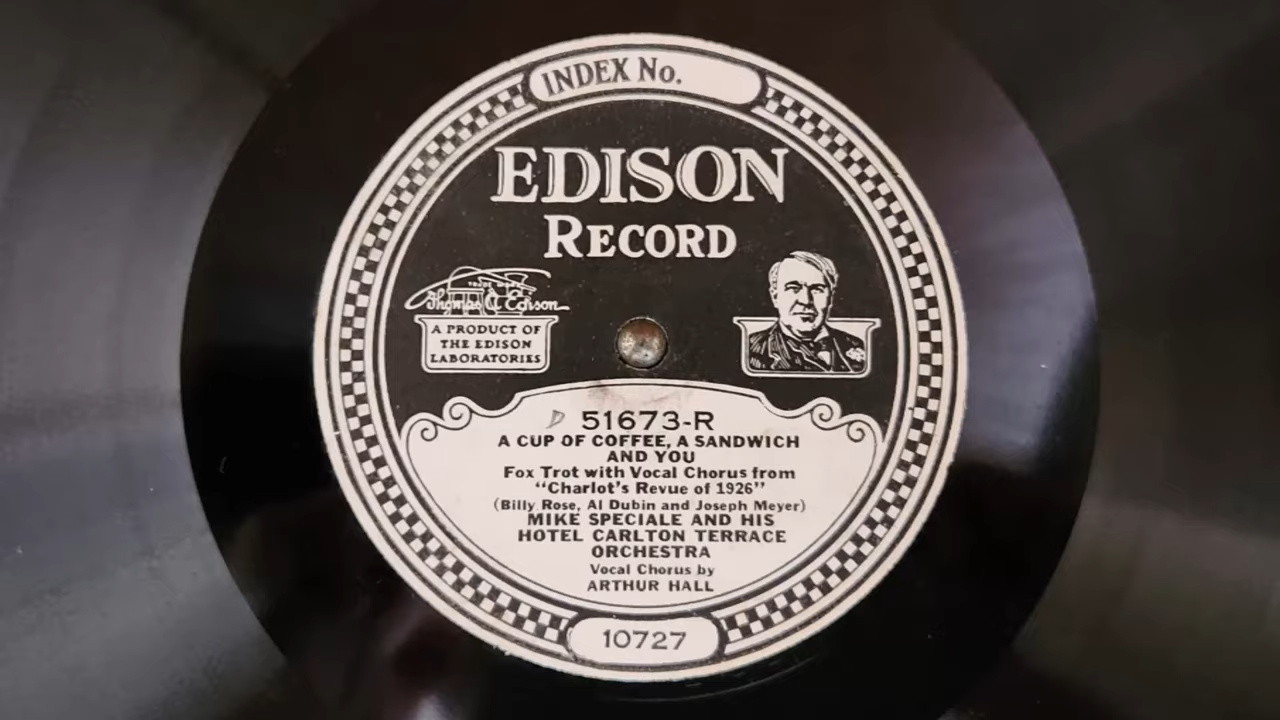 INDEX No.
EDISON
RECORD
TRADE MARK
Thomas A Edison
A PRODUCT OF
THE EDISON
LABORATORIES
D 51673-R
A CUP OF COFFEE, A SANDWICH
AND YOU
Fox Trot with Vocal Chorus from
"Charlot's Revue of 1926"
(Billy Rose, Al Dubin and Joseph Meyer)
MIKE SPECIALE AND HIS
HOTEL CARLTON TERRACE
ORCHESTRA
Vocal Chorus by
ARTHUR HALL
10727